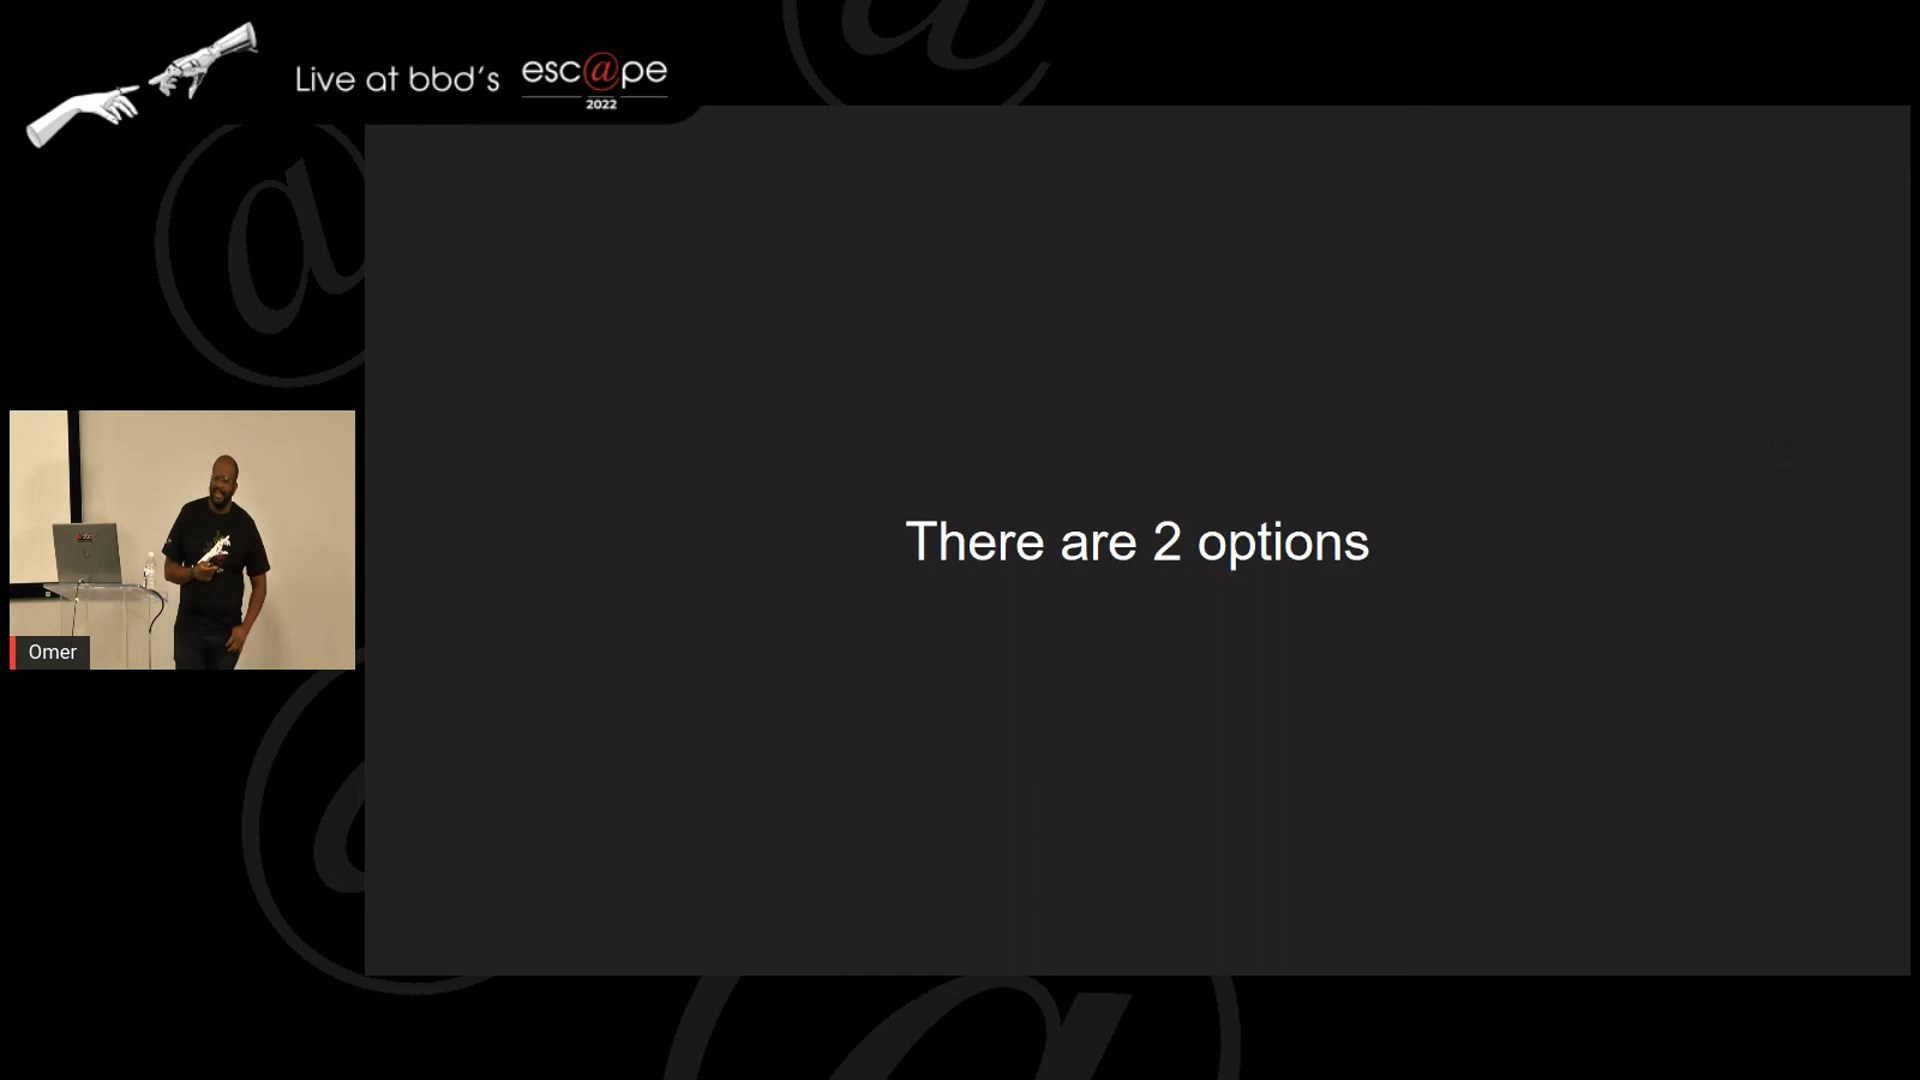 Live at bbd's
esc@pe
2022
There are 2 options
Omer